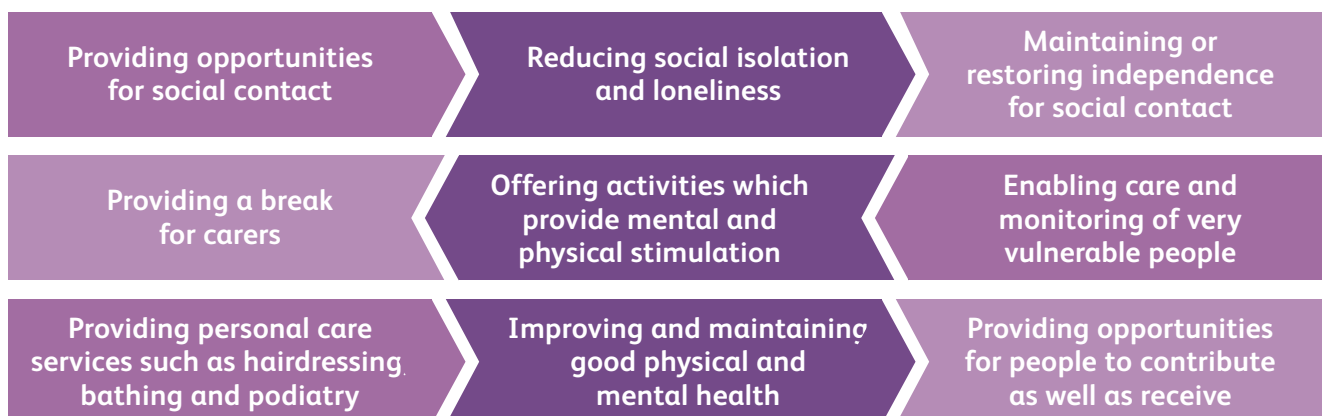 Providing opportunities
for social contact
Reducing social isolation
and loneliness
Maintaining or
restoring independence
for social contact
Providing a break
for carers
Offering activities which
provide mental and
physical stimulation
Enabling care and
monitoring of very
vulnerable people
Providing personal care
services such as hairdressing,
bathing and podiatry
Improving and maintaining
good physical and
mental health
Providing opportunities
for people to contribute
as well as receive